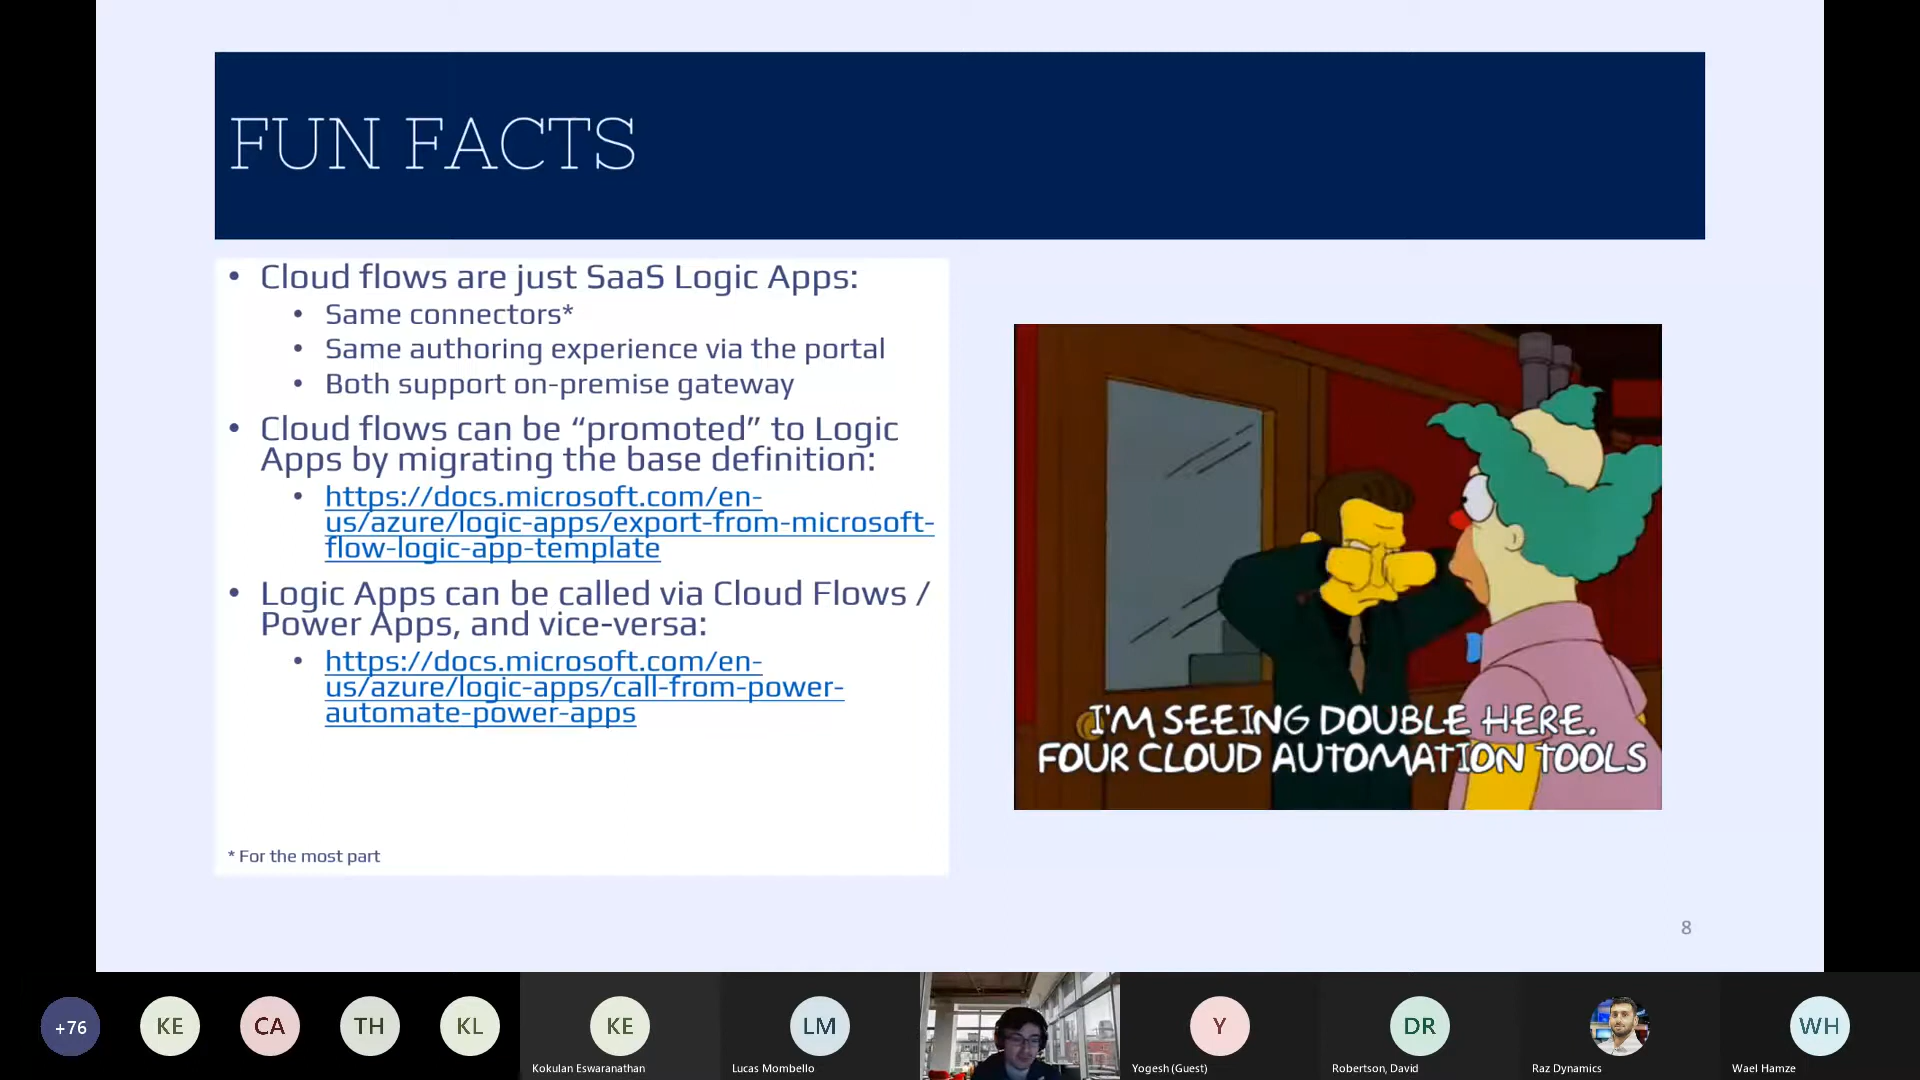 FUN FACTS
• Cloud flows are just SaaS Logic Apps:
• Same connectors*
• Same authoring experience via the portal
• Both support on-premise gateway
• Cloud flows can be “promoted” to Logic
Apps by migrating the base definition:
• https://docs.microsoft.com/en-
us/azure/logic-apps/export-from-microsoft-
flow-logic-app-template
• Logic Apps can be called via Cloud Flows /
Power Apps, and vice-versa:
• https://docs.microsoft.com/en-
us/azure/logic-apps/call-from-power-
automate-power-apps
* For the most part
I'M SEEING DOUBLE HERE.
FOUR CLOUD AUTOMATION TOOLS
8
+76
KE
CA
TH
KL
KE
LM
Y
DR
WH
Kokulan Eswaranathan
Lucas Mombello
Yogesh (Guest)
Robertson, David
Raz Dynamics
Wael Hamze